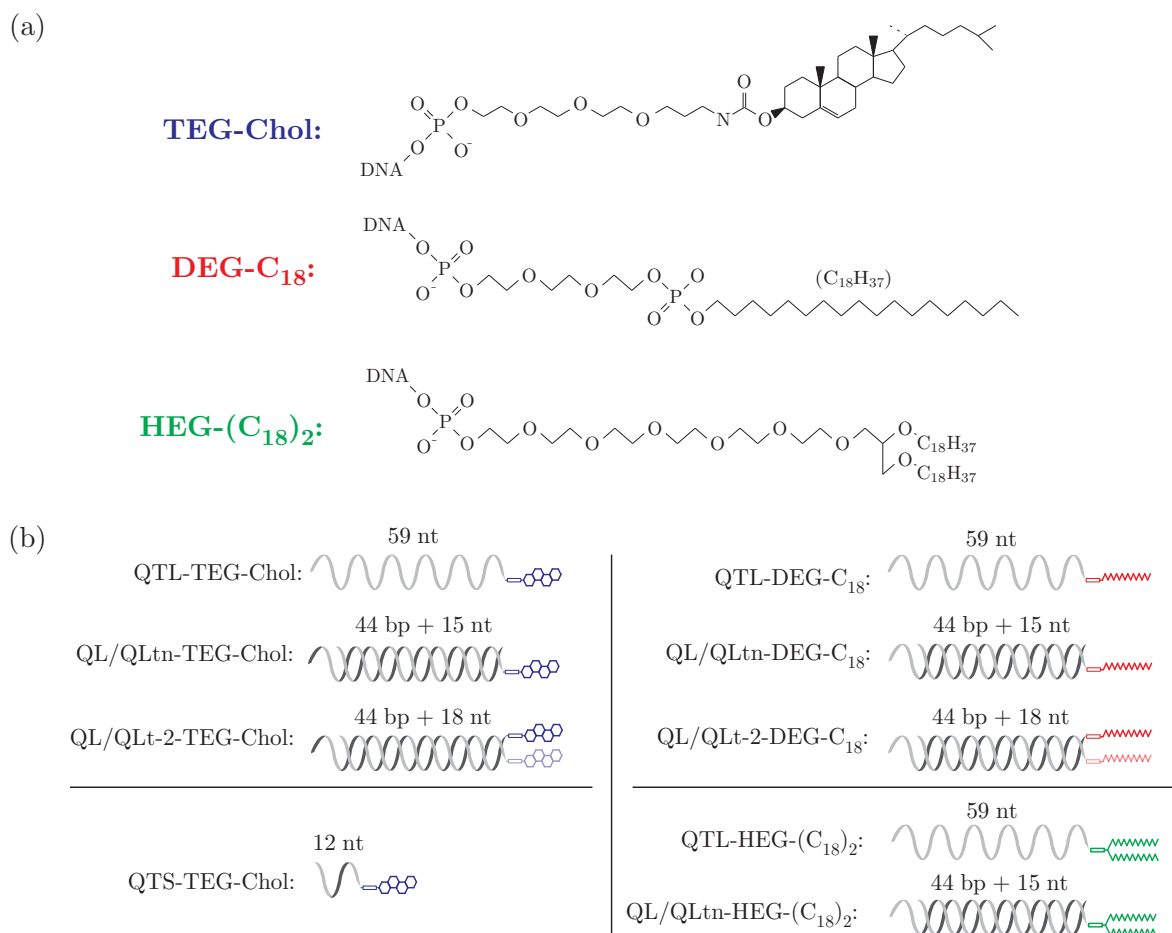 (a)
TEG-Chol:
O O O O O O N O O
P
O O-
DNA
DNA
DEG-C18:
O O
P
O- O O O O O (C18H37)
P
O O
DNA
HEG-(C18)2:
O O
P
O- O O O O O O O OC18H37
OC18H37
(b)
59 nt
QTL-TEG-Chol:
44 bp + 15 nt
QL/QLtn-TEG-Chol:
44 bp + 18 nt
QL/QLt-2-TEG-Chol:
12 nt
QTS-TEG-Chol:
59 nt
QTL-DEG-C18:
44 bp + 15 nt
QL/QLtn-DEG-C18:
44 bp + 18 nt
QL/QLt-2-DEG-C18:
59 nt
QTL-HEG-(C18)2:
44 bp + 15 nt
QL/QLtn-HEG-(C18)2: